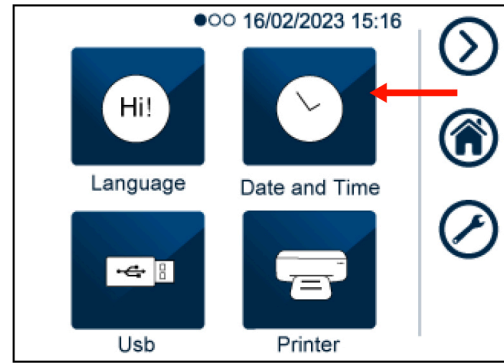 16/02/2023 15:16
Hi!
Language
Date and Time
Usb
Printer